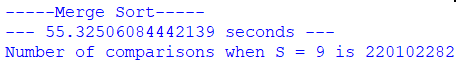 -----Merge Sort-----
--- 55.32506084442139 seconds ---
Number of comparisons when S = 9 is 220102282